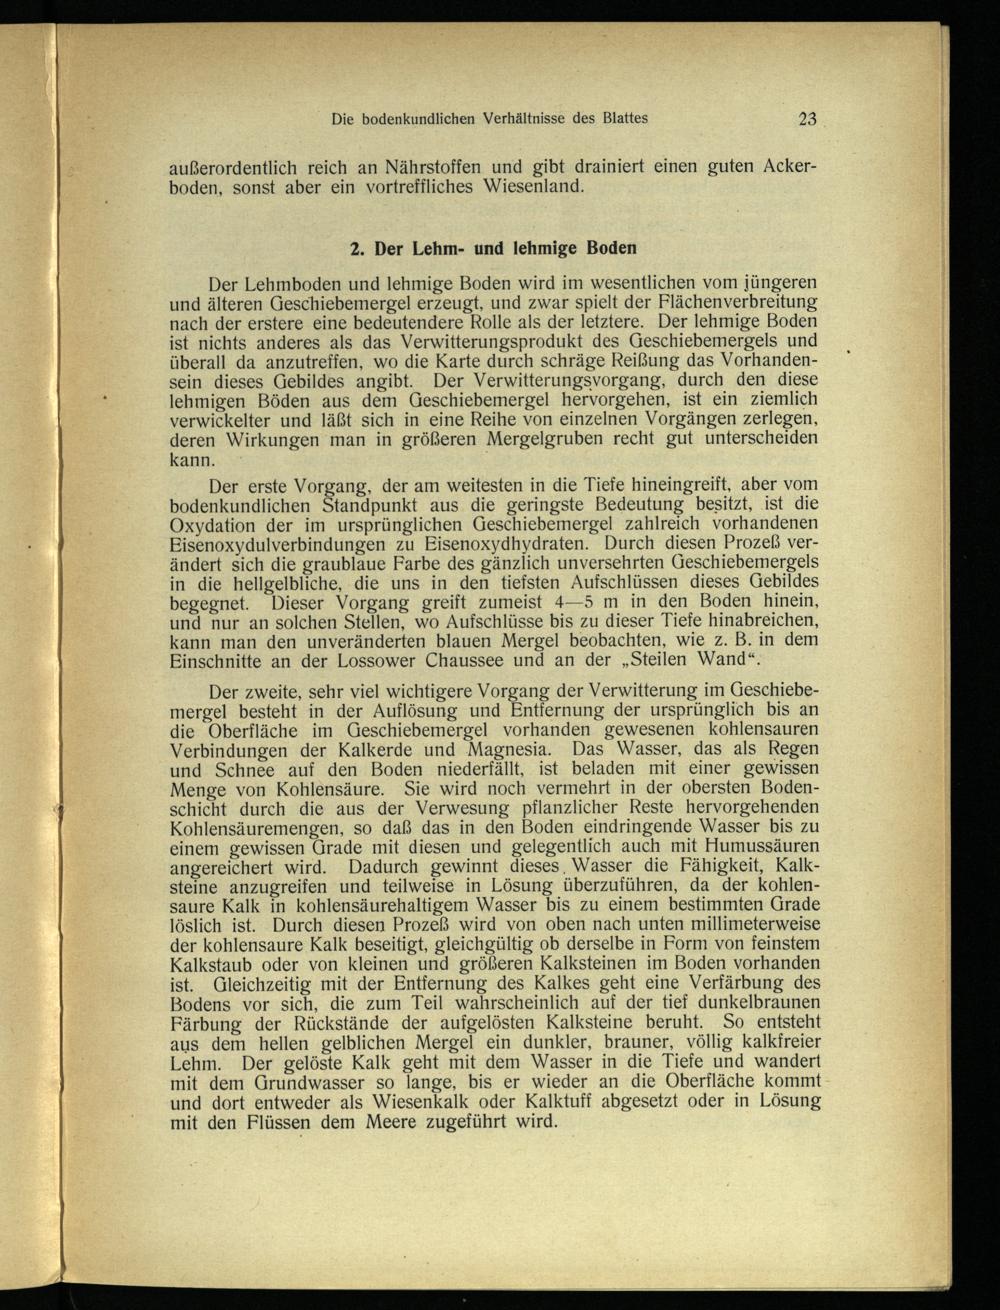 Die bodenkundlichen Verhältnisse des Blattes 23
außerordentlich reich an Nährstoffen und gibt drainiert einen guten Acker-
boden, sonst aber ein vortreffliches Wiesenland.
2. Der Lehm- und lehmige Boden
Der Lehmboden und lehmige Boden wird im wesentlichen vom jüngeren
und älteren Geschiebemergel erzeugt, und zwar spielt der Flächenverbreitung
nach der erstere eine bedeutendere Rolle als der letztere. Der lehmige Boden
ist nichts anderes als das Verwitterungsprodukt des Geschiebemergels und
überall da anzutreffen, wo die Karte durch schräge Reißung das Vorhanden-
sein dieses Gebildes angibt. Der Verwitterungsvorgang, durch den diese
lehmigen Böden aus dem Geschiebemergel hervorgehen, ist ein ziemlich
verwickelter und läßt sich in eine Reihe von einzelnen Vorgängen zerlegen,
deren Wirkungen man in größeren Mergelgruben recht gut unterscheiden
kann.
Der erste Vorgang, der am weitesten in die Tiefe hineingreift, aber vom
bodenkundlichen Standpunkt aus die geringste Bedeutung besitzt, ist die
Oxydation der im ursprünglichen Geschiebemergel zahlreich vorhandenen
Eisenoxydulverbindungen zu Eisenoxydhydraten. Durch diesen Prozeß ver-
ändert sich die graublaue Farbe des gänzlich unversehrten Geschiebemergels
in die hellgelbliche, die uns in den tiefsten Aufschlüssen dieses Gebildes
begegnet. Dieser Vorgang greift zumeist 4—5 m in den Boden hinein,
und nur an solchen Stellen, wo Aufschlüsse bis zu dieser Tiefe hinabreichen,
kann man den unveränderten blauen Mergel beobachten, wie z. B. in dem
Einschnitte an der Lossower Chaussee und an der „Steilen Wand“.
Der zweite, sehr viel wichtigere Vorgang der Verwitterung im Geschiebe-
mergel besteht in der Auflösung und Entfernung der ursprünglich bis an
die Oberfläche im Geschiebemergel vorhanden gewesenen kohlensauren
Verbindungen der Kalkerde und Magnesia. Das Wasser, das als Regen
und Schnee auf den Boden niederfällt, ist beladen mit einer gewissen
Menge von Kohlensäure. Sie wird noch vermehrt in der obersten Boden-
schicht durch die aus der Verwesung pflanzlicher Reste hervorgehenden
Kohlensäuremengen, so daß das in den Boden eindringende Wasser bis zu
einem gewissen Grade mit diesen und gelegentlich auch mit Humussäuren
angereichert wird. Dadurch gewinnt dieses Wasser die Fähigkeit, Kalk-
steine anzugreifen und teilweise in Lösung überzuführen, da der kohlen-
saure Kalk in kohlensäurehaltigem Wasser bis zu einem bestimmten Grade
löslich ist. Durch diesen Prozeß wird von oben nach unten millimeterweise
der kohlensaure Kalk beseitigt, gleichgültig ob derselbe in Form von feinstem
Kalkstaub oder von kleinen und größeren Kalksteinen im Boden vorhanden
ist. Gleichzeitig mit der Entfernung des Kalkes geht eine Verfärbung des
Bodens vor sich, die zum Teil wahrscheinlich auf der tief dunkelbraunen
Färbung der Rückstände der aufgelösten Kalksteine beruht. So entsteht
aus dem hellen gelblichen Mergel ein dunkler, brauner, völlig kalkfreier
Lehm. Der gelöste Kalk geht mit dem Wasser in die Tiefe und wandert
mit dem Grundwasser so lange, bis er wieder an die Oberfläche kommt
und dort entweder als Wiesenkalk oder Kalktuff abgesetzt oder in Lösung
mit den Flüssen dem Meere zugeführt wird.